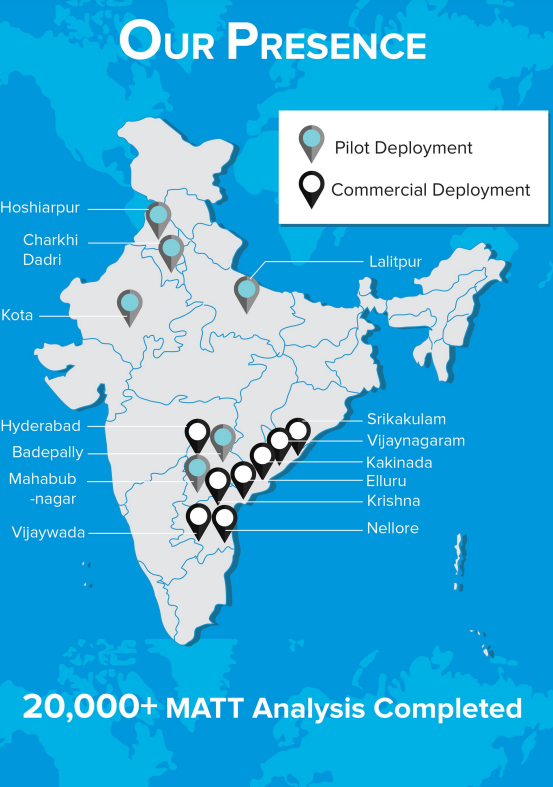 OUR PRESENCE
Pilot Deployment
Commercial Deployment
Hoshiarpur
Charkhi
Dadri
Lalitpur
Kota
Hyderabad
Badepally
Mahabub
-nagar
Vijaywada
Srikakulam
Vijaynagaram
Kakinada
Elluru
Krishna
Nellore
20,000+ MATT Analysis Completed